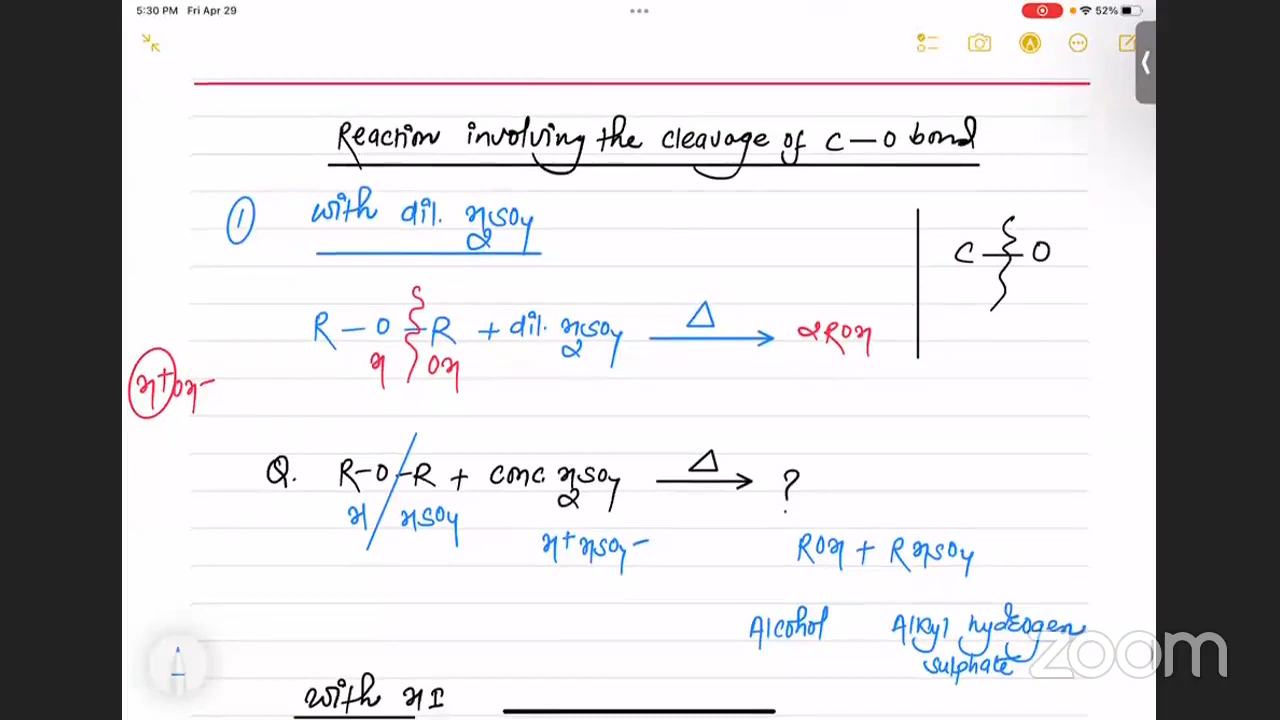 5:30 PM Fri Apr 29
52%
Reaction involving the cleavage of C—O bond
① with dil. H2SO4
C—O
R—O—R + dil. H2SO4 —Δ→ 2ROH
H OH
H+OH-
Q. R-O-R + conc. H2SO4 —Δ→ ?
H HSO4
H+HSO4-
ROH + RHSO4
Alcohol Alkyl hydrogen
sulphate
zoom
with HI